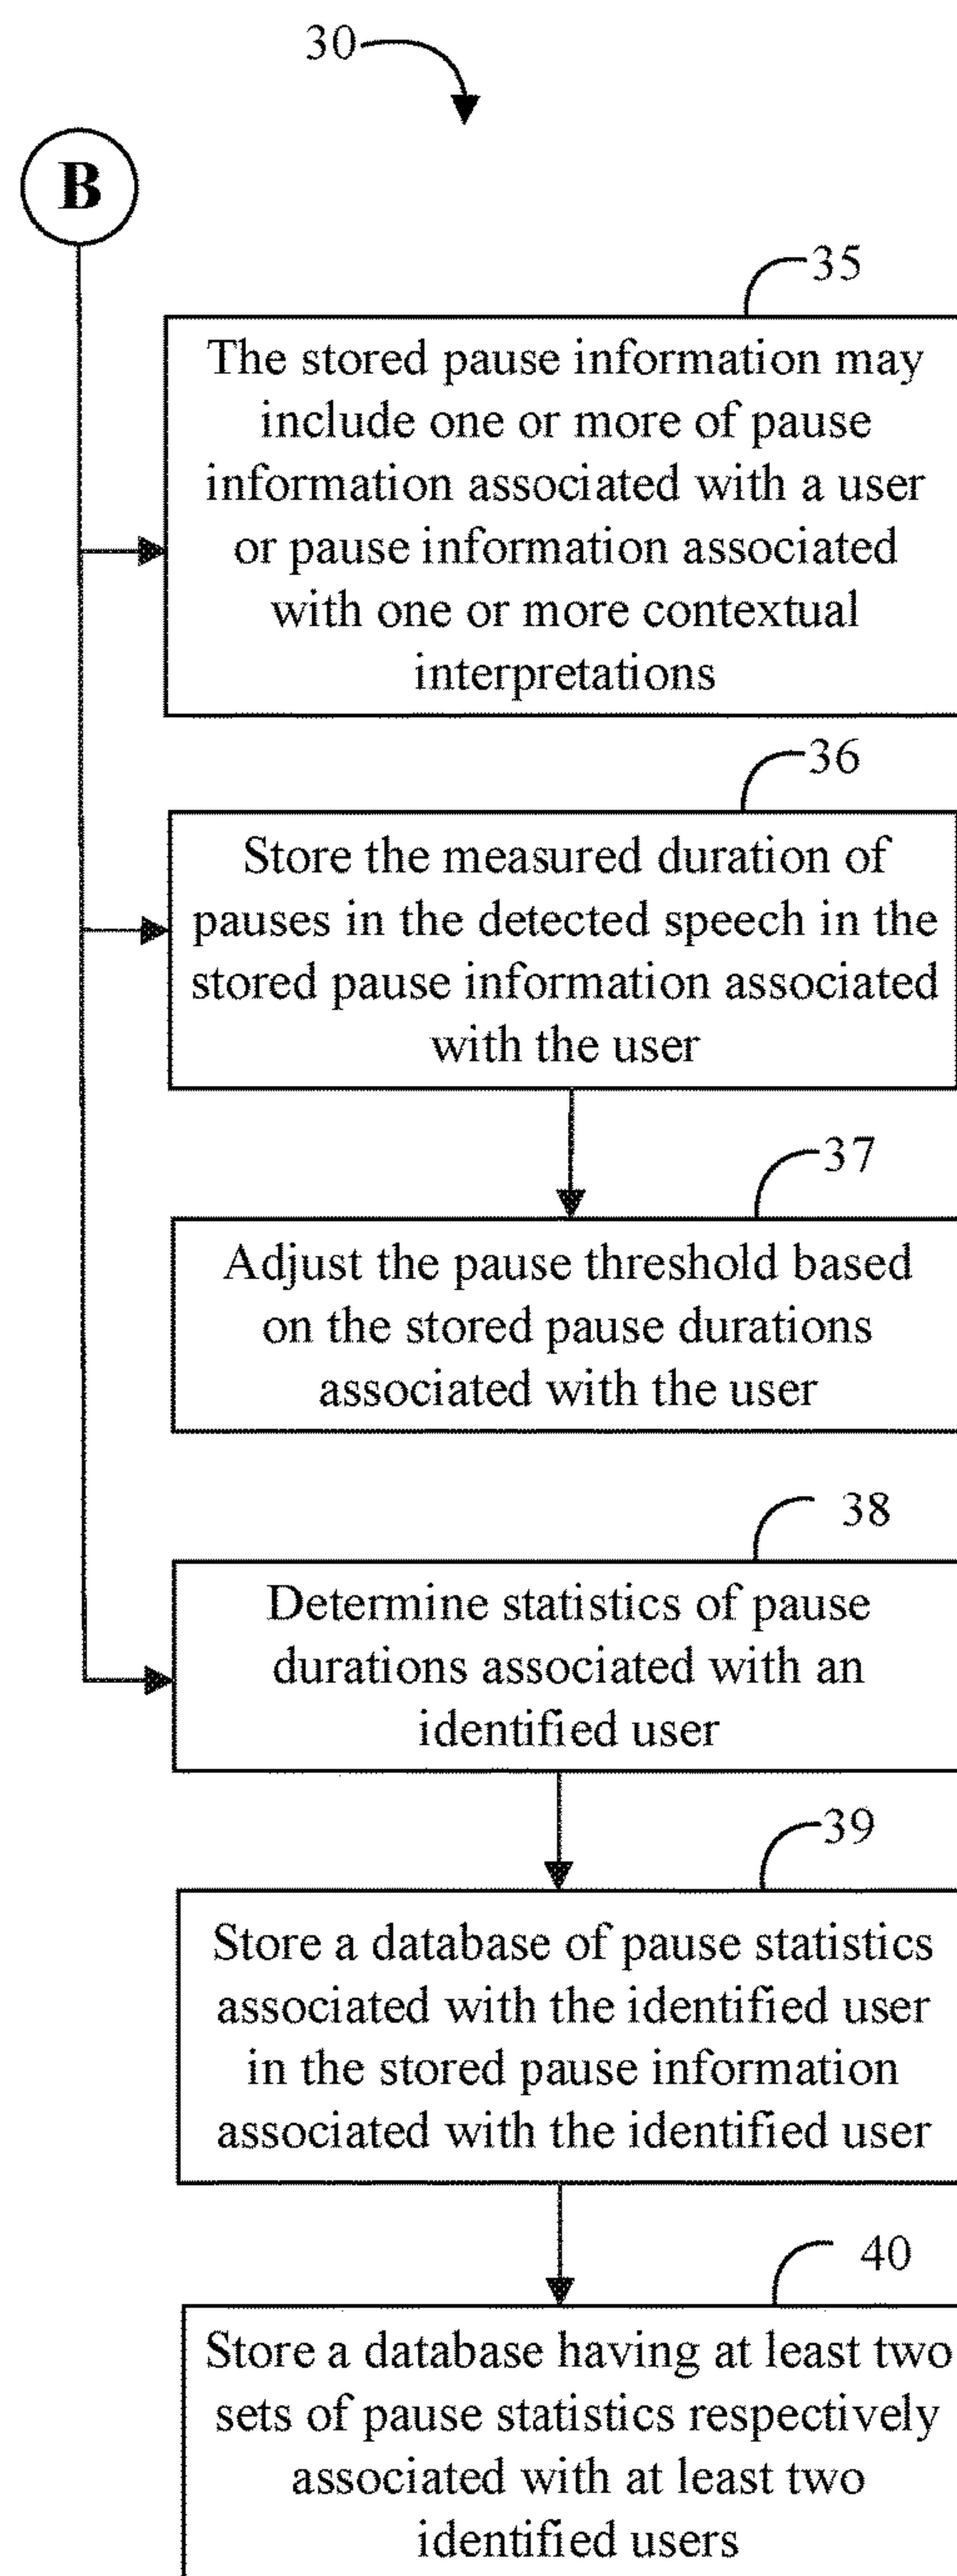 30
B
35
The stored pause information may
include one or more of pause
information associated with a user
or pause information associated
with one or more contextual
interpretations
36
Store the measured duration of
pauses in the detected speech in the
stored pause information associated
with the user
37
Adjust the pause threshold based
on the stored pause durations
associated with the user
38
Determine statistics of pause
durations associated with an
identified user
39
Store a database of pause statistics
associated with the identified user
in the stored pause information
associated with the identified user
40
Store a database having at least two
sets of pause statistics respectively
associated with at least two
identified users